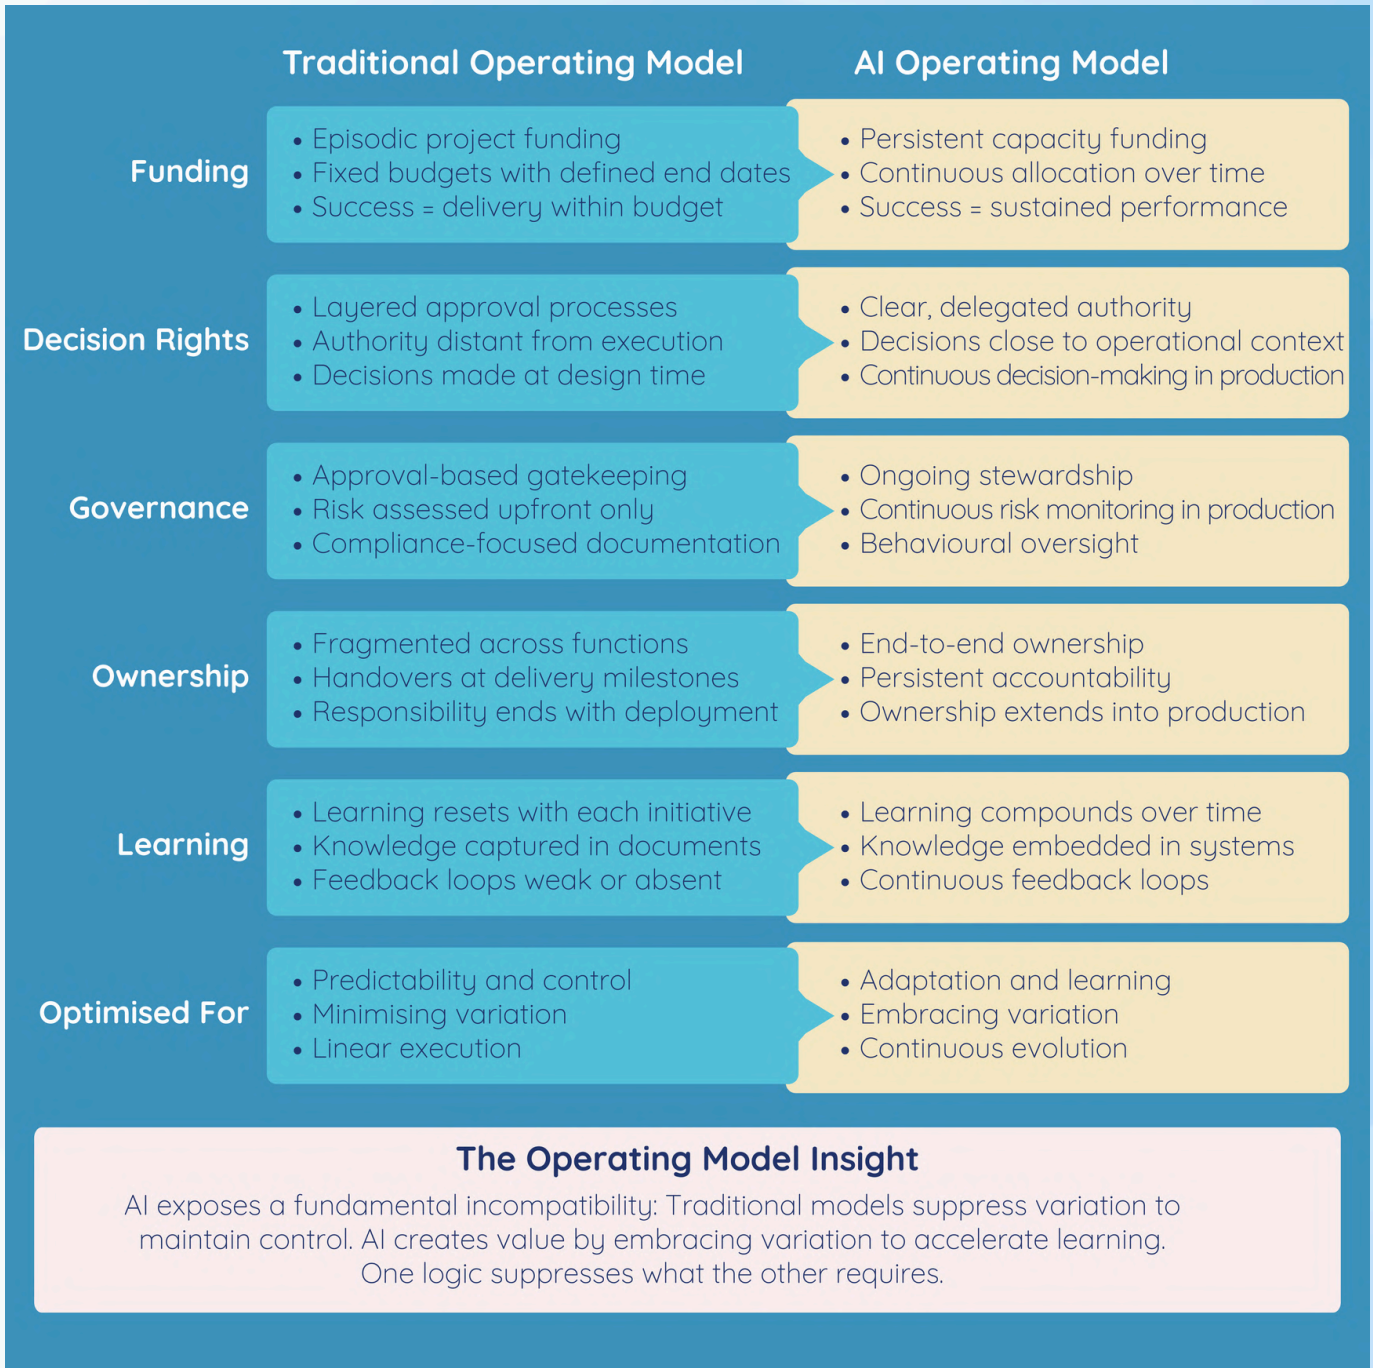 Traditional Operating Model
AI Operating Model
Funding
• Episodic project funding
• Fixed budgets with defined end dates
• Success = delivery within budget
• Persistent capacity funding
• Continuous allocation over time
• Success = sustained performance
Decision Rights
• Layered approval processes
• Authority distant from execution
• Decisions made at design time
• Clear, delegated authority
• Decisions close to operational context
• Continuous decision-making in production
Governance
• Approval-based gatekeeping
• Risk assessed upfront only
• Compliance-focused documentation
• Ongoing stewardship
• Continuous risk monitoring in production
• Behavioural oversight
Ownership
• Fragmented across functions
• Handovers at delivery milestones
• Responsibility ends with deployment
• End-to-end ownership
• Persistent accountability
• Ownership extends into production
Learning
• Learning resets with each initiative
• Knowledge captured in documents
• Feedback loops weak or absent
• Learning compounds over time
• Knowledge embedded in systems
• Continuous feedback loops
Optimised For
• Predictability and control
• Minimising variation
• Linear execution
• Adaptation and learning
• Embracing variation
• Continuous evolution
The Operating Model Insight
AI exposes a fundamental incompatibility: Traditional models suppress variation to
maintain control. AI creates value by embracing variation to accelerate learning.
One logic suppresses what the other requires.